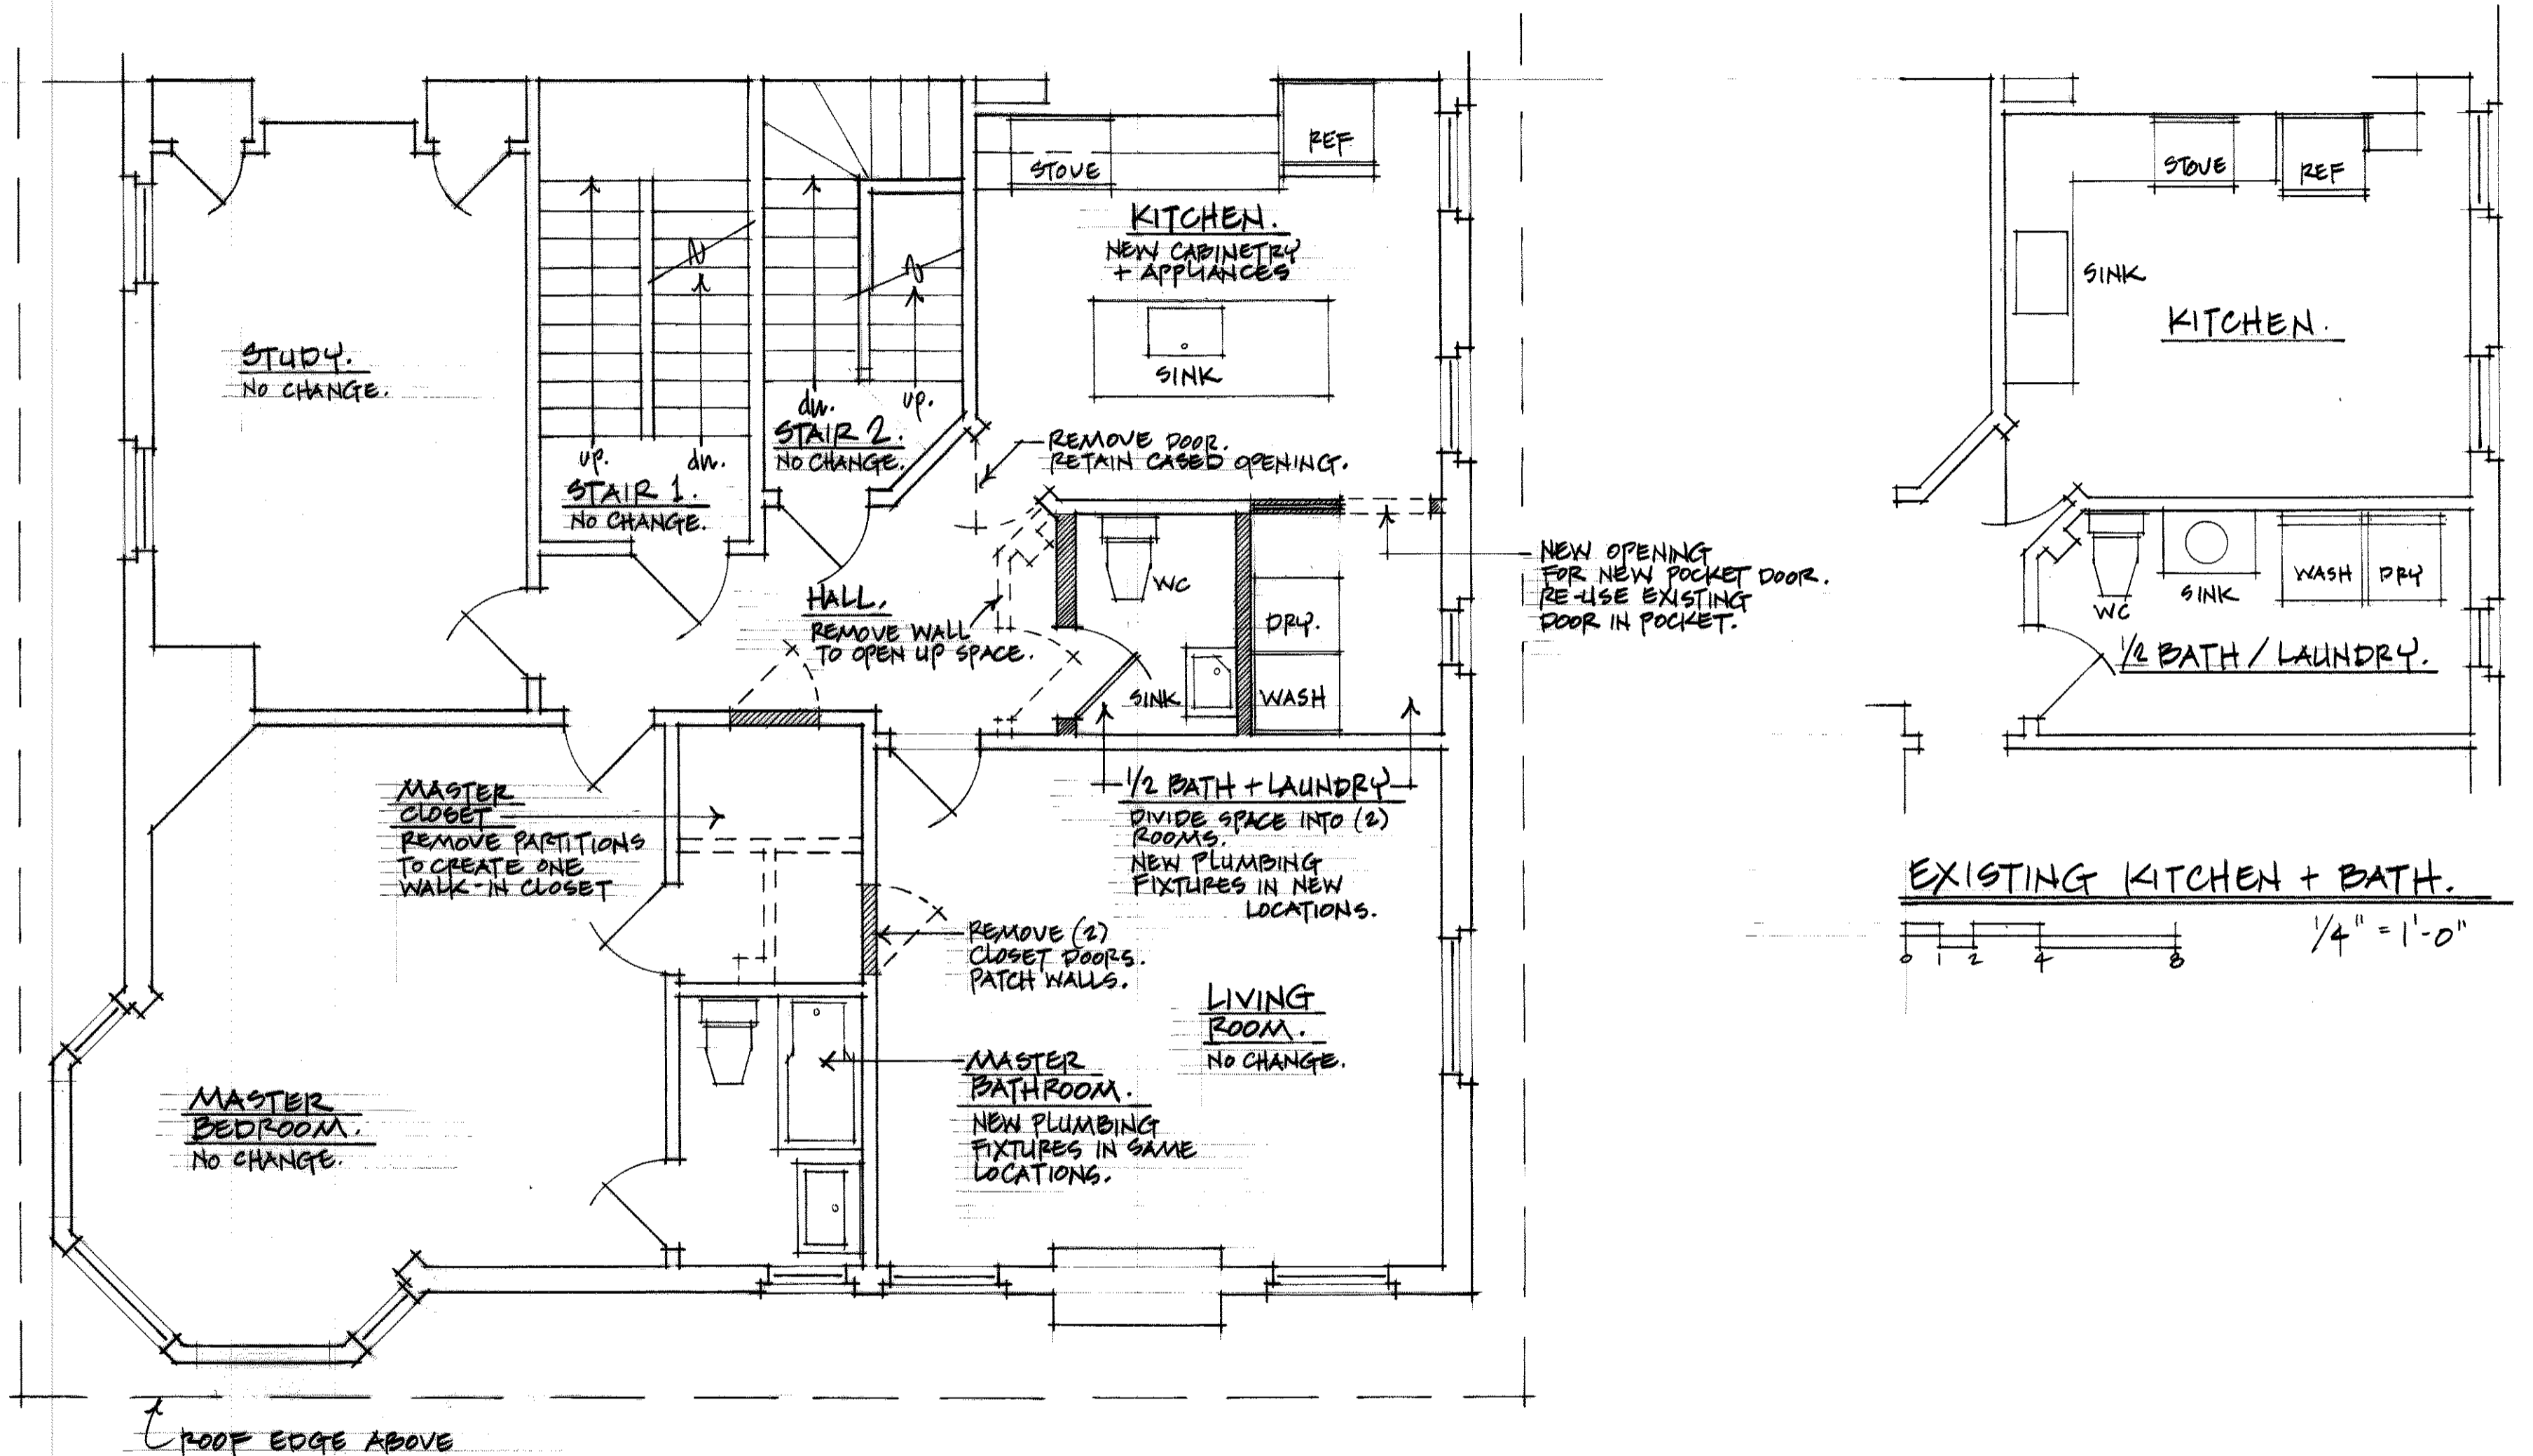 STUDY.
NO CHANGE.
up.
dn.
STAIR 1.
NO CHANGE.
dn.
up.
STAIR 2.
NO CHANGE.
STOVE
REF
KITCHEN.
NEW CABINETRY
+ APPLIANCES
SINK
REMOVE DOOR.
RETAIN CASED OPENING.
HALL.
REMOVE WALL
TO OPEN UP SPACE.
WC
SINK
DRY.
WASH
NEW OPENING
FOR NEW POCKET DOOR.
RE-USE EXISTING
DOOR IN POCKET.
MASTER
CLOSET
REMOVE PARTITIONS
TO CREATE ONE
WALK-IN CLOSET
1/2 BATH + LAUNDRY
DIVIDE SPACE INTO (2)
ROOMS.
NEW PLUMBING
FIXTURES IN NEW
LOCATIONS.
REMOVE (2)
CLOSET DOORS.
PATCH WALLS.
LIVING
ROOM.
NO CHANGE.
MASTER
BATHROOM.
NEW PLUMBING
FIXTURES IN SAME
LOCATIONS.
MASTER
BEDROOM.
NO CHANGE.
ROOF EDGE ABOVE
STOVE
REF
SINK
KITCHEN.
WC
SINK
WASH
DRY
1/2 BATH / LAUNDRY.
EXISTING KITCHEN + BATH.
0 1 2 4 8
1/4" = 1'-0"